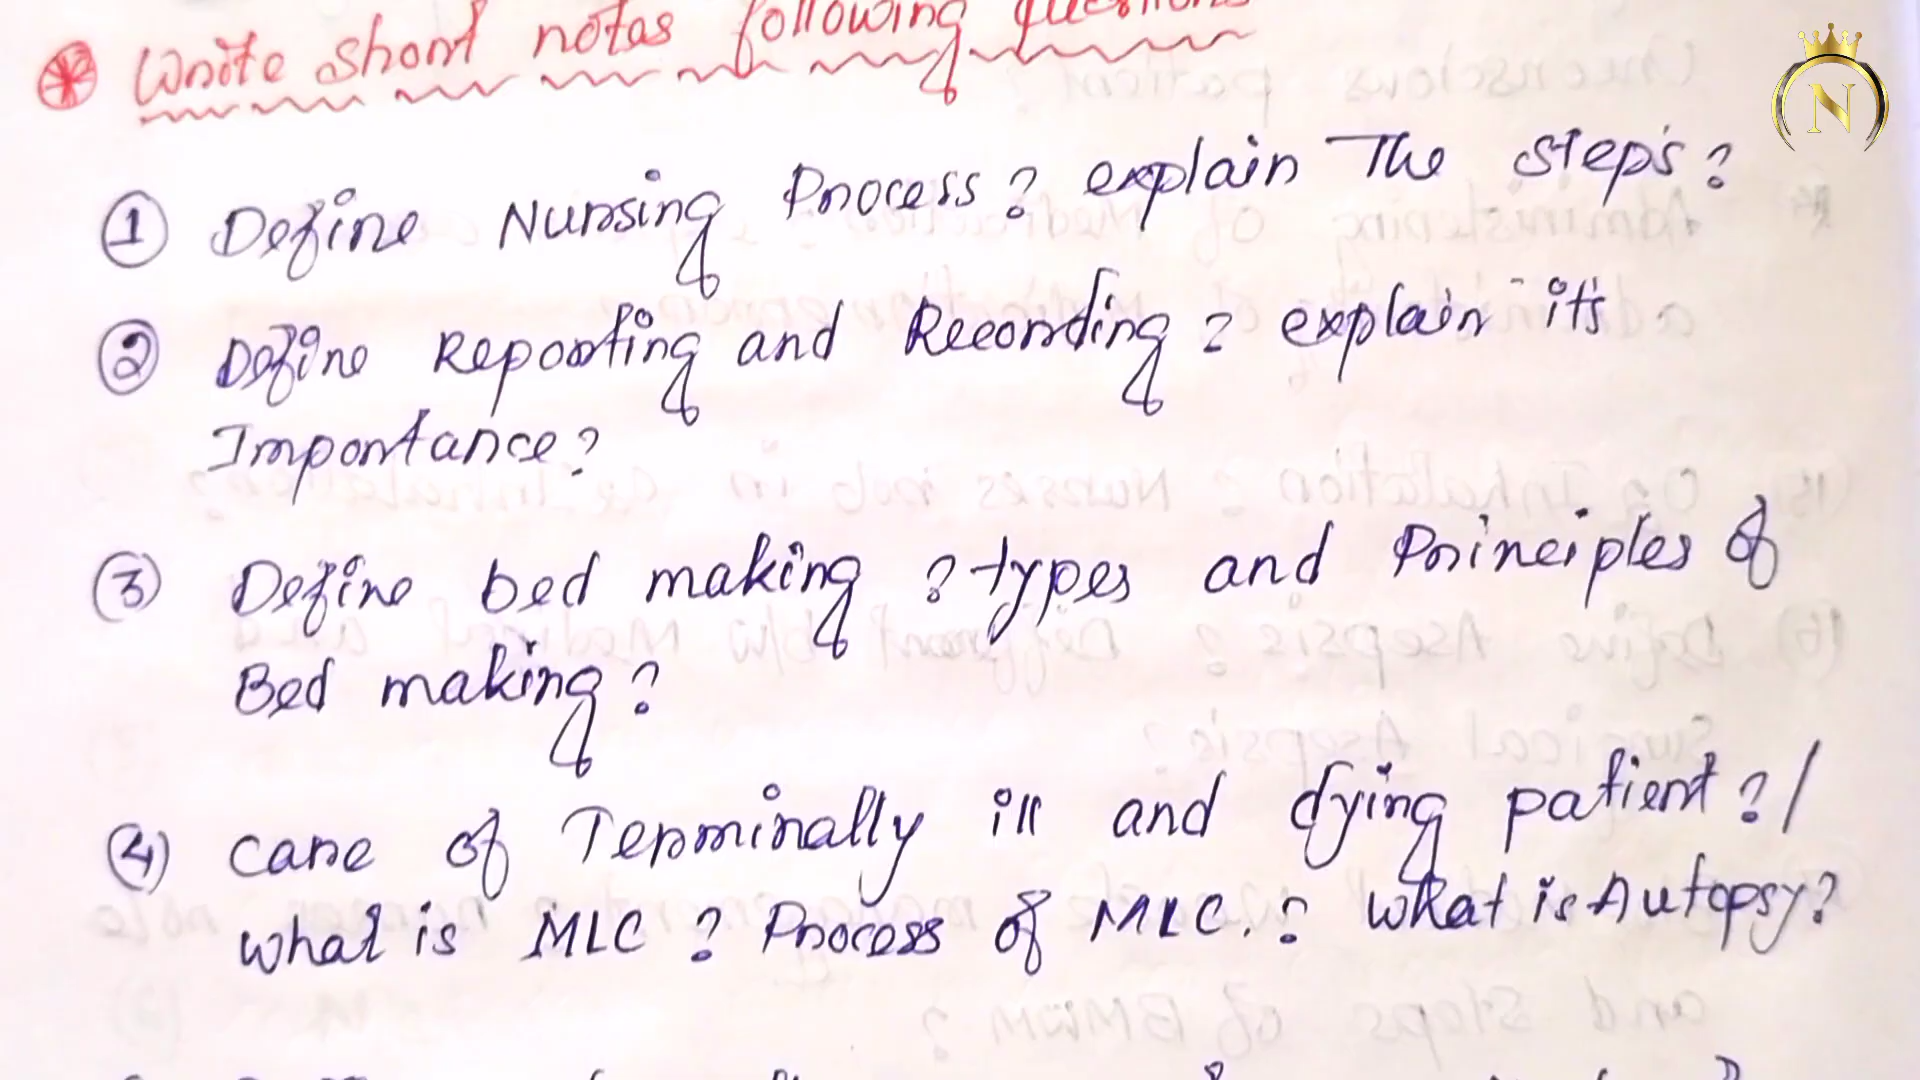 Write short notes following questions
N
① Define Nursing Process? explain The steps?
② Define Reporting and Recording? explain it's
Importance?
③ Define bed making? types and Principles of
Bed making?
④ care of Terminally ill and dying patient?/
what is MLC? Process of MLC.? what is Autopsy?